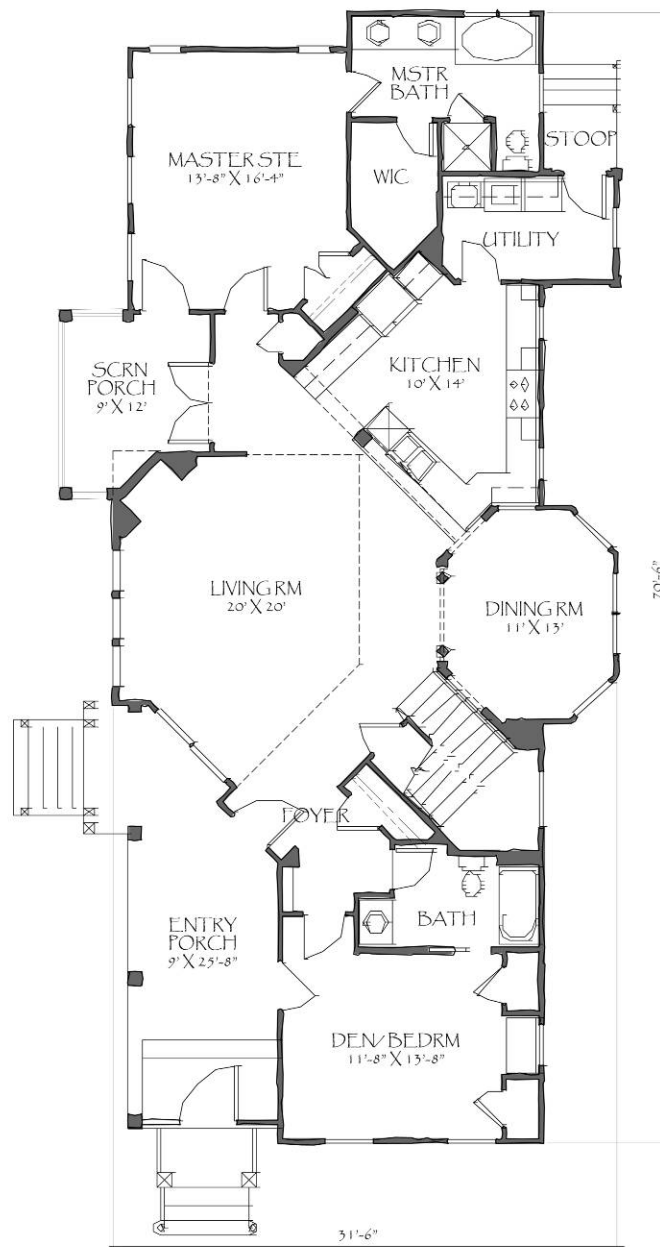 MSTR
BATH
STOOP
MASTER STE
13'-8" X 16'-4"
WIC
UTILITY
SCRN
PORCH
9' X 12'
KITCHEN
10' X 14'
LIVING RM
20' X 20'
DINING RM
11' X 13'
70'-6"
FOYER
ENTRY
PORCH
9' X 25'-8"
BATH
DEN/BEDRM
11'-8" X 13'-8"
31'-6"